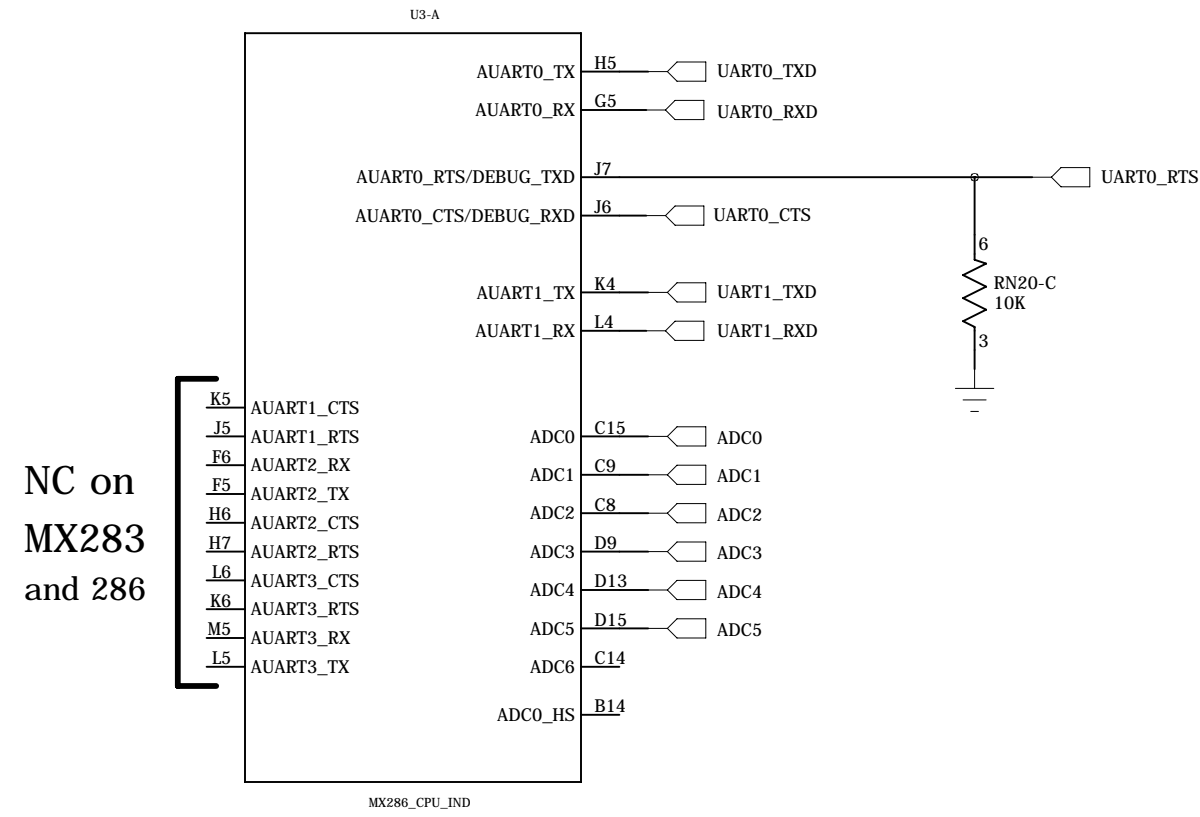 U3-A
AUART0_TX H5 UART0_TXD
AUART0_RX G5 UART0_RXD
AUART0_RTS/DEBUG_TXD J7 UART0_RTS
AUART0_CTS/DEBUG_RXD J6 UART0_CTS
6
RN20-C
10K
3
AUART1_TX K4 UART1_TXD
AUART1_RX L4 UART1_RXD
NC on
MX283
and 286
K5 AUART1_CTS
J5 AUART1_RTS
F6 AUART2_RX
F5 AUART2_TX
H6 AUART2_CTS
H7 AUART2_RTS
L6 AUART3_CTS
K6 AUART3_RTS
M5 AUART3_RX
L5 AUART3_TX
ADC0 C15 ADC0
ADC1 C9 ADC1
ADC2 C8 ADC2
ADC3 D9 ADC3
ADC4 D13 ADC4
ADC5 D15 ADC5
ADC6 C14
ADC0_HS B14
MX286_CPU_IND